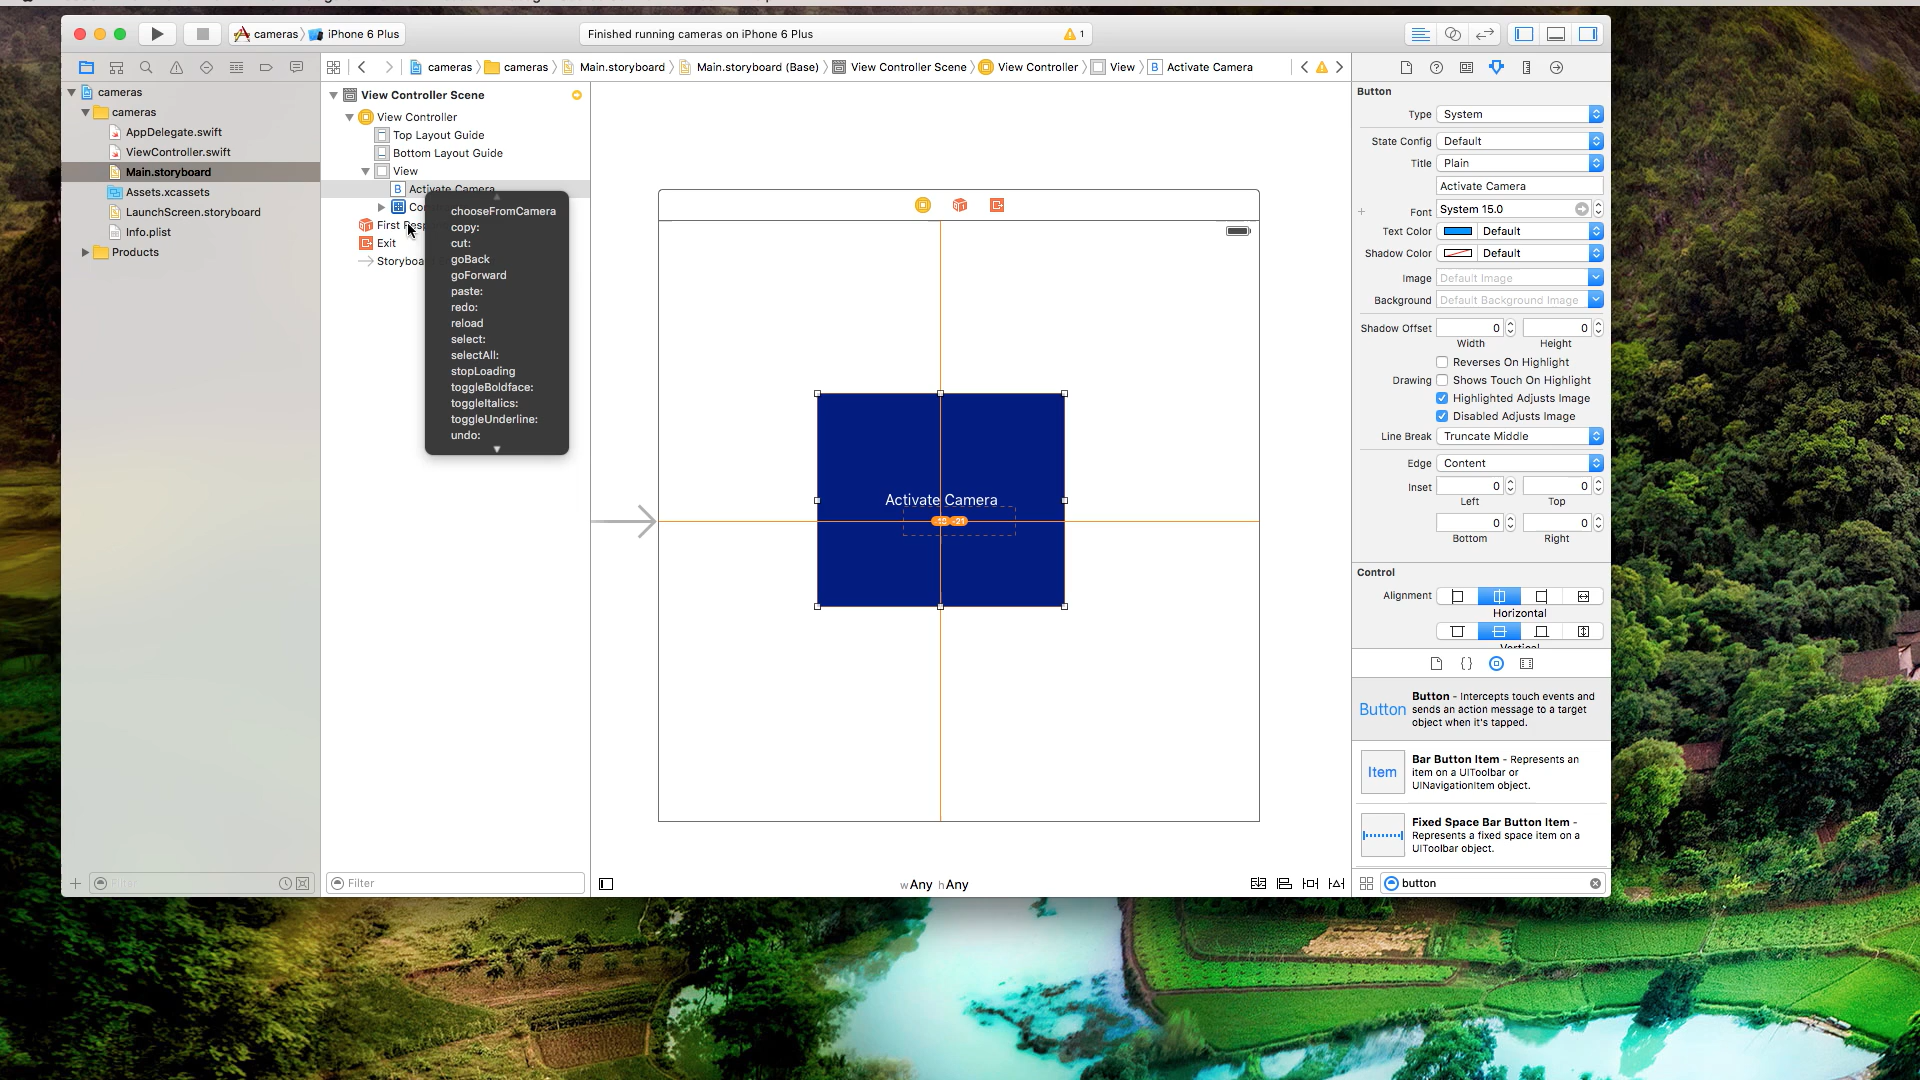 cameras
iPhone 6 Plus
Finished running cameras on iPhone 6 Plus
1
cameras
cameras
Main.storyboard
Main.storyboard (Base)
View Controller Scene
View Controller
View
B Activate Camera
cameras
cameras
AppDelegate.swift
ViewController.swift
Main.storyboard
Assets.xcassets
LaunchScreen.storyboard
Info.plist
Products
Filter
View Controller Scene
View Controller
Top Layout Guide
Bottom Layout Guide
View
B Activate Camera
First
Exit
chooseFromCamera
copy:
cut:
goBack
goForward
paste:
redo:
reload
select:
selectAll:
stopLoading
toggleBoldface:
toggleItalics:
toggleUnderline:
undo:
Filter
Activate Camera
-21
wAny hAny
Button
Type System
State Config Default
Title Plain
Activate Camera
Font System 15.0
Text Color Default
Shadow Color Default
Image Default Image
Background Default Background Image
Shadow Offset 0 0
Width Height
Reverses On Highlight
Drawing Shows Touch On Highlight
Highlighted Adjusts Image
Disabled Adjusts Image
Line Break Truncate Middle
Edge Content
Inset 0 0
Left Top
0 0
Bottom Right
Control
Alignment
Horizontal
Vertical
Button
Button - Intercepts touch events and
sends an action message to a target
object when it's tapped.
Item
Bar Button Item - Represents an
item on a UIToolbar or
UINavigationItem object.
Fixed Space Bar Button Item -
Represents a fixed space item on a
UIToolbar object.
button